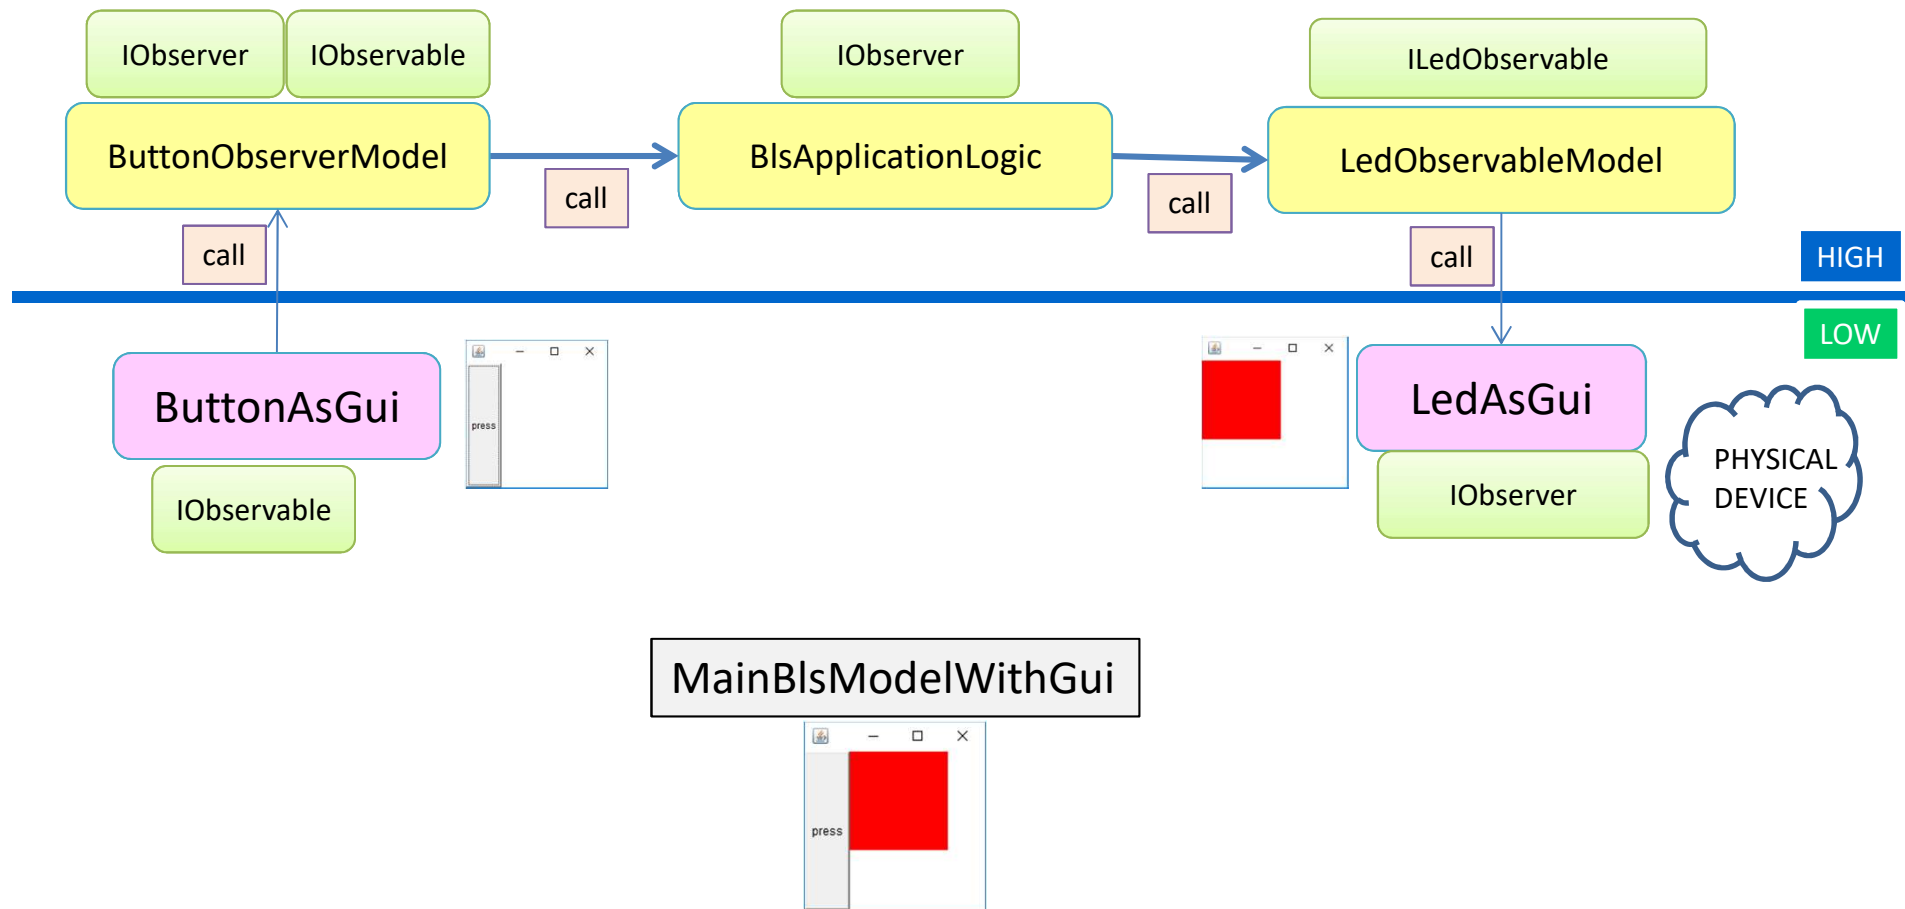 IObserver
IObservable
IObserver
ILedObservable
ButtonObserverModel
BlsApplicationLogic
LedObservableModel
call
call
call
call
HIGH
LOW
ButtonAsGui
press
LedAsGui
IObservable
IObserver
PHYSICAL
DEVICE
MainBlsModelWithGui
press